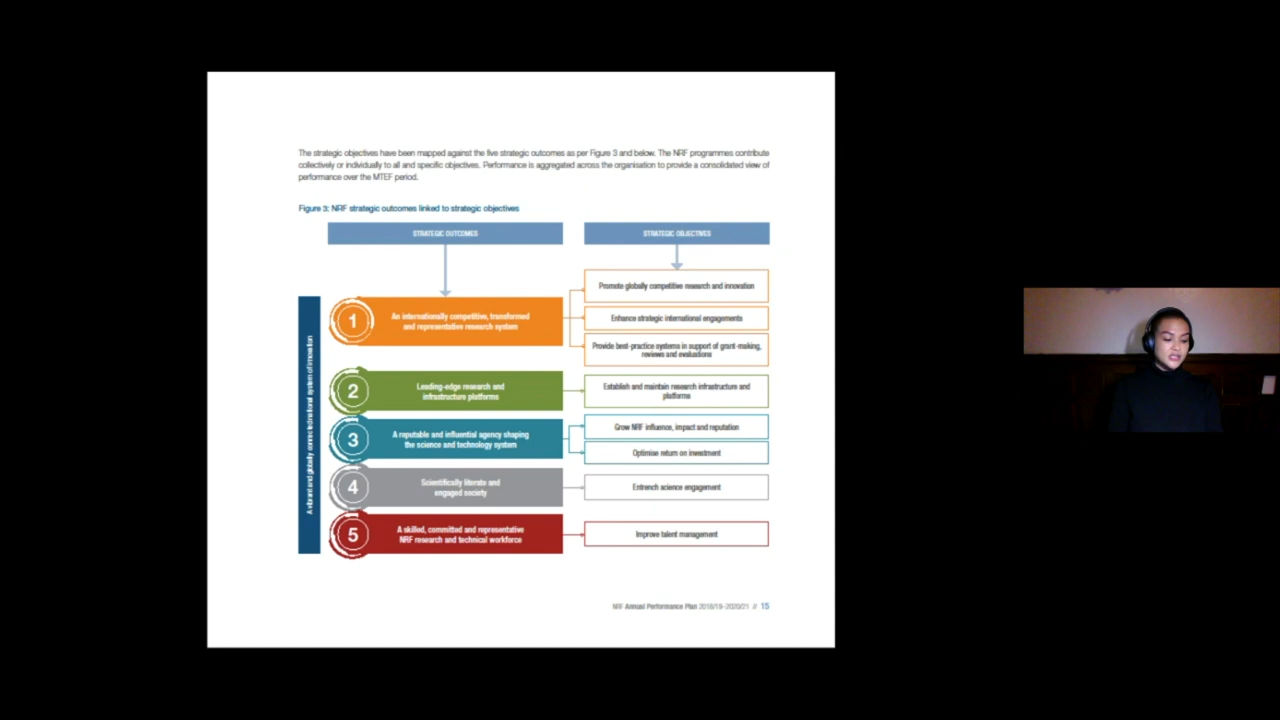 The strategic objectives have been mapped against the five strategic outcomes as per Figure 3 and below. The NRF programmes contribute
collectively or individually to all and specific objectives. Performance is aggregated across the organisation to provide a consolidated view of
performance over the MTEF period.
Figure 3: NRF strategic outcomes linked to strategic objectives
STRATEGIC OUTCOMES
STRATEGIC OBJECTIVES
A vibrant and globally connected national system of innovation
1
An internationally competitive, transformed
and representative research system
Promote globally competitive research and innovation
Enhance strategic international engagements
Provide best-practice systems in support of grant-making,
reviews and evaluations
2
Leading-edge research and
infrastructure platforms
Establish and maintain research infrastructure and
platforms
3
A reputable and influential agency shaping
the science and technology system
Grow NRF influence, impact and reputation
Optimise return on investment
4
Scientifically literate and
engaged society
Entrench science engagement
5
A skilled, committed and representative
NRF research and technical workforce
Improve talent management
NRF Annual Performance Plan 2018/19-2020/21 // 15